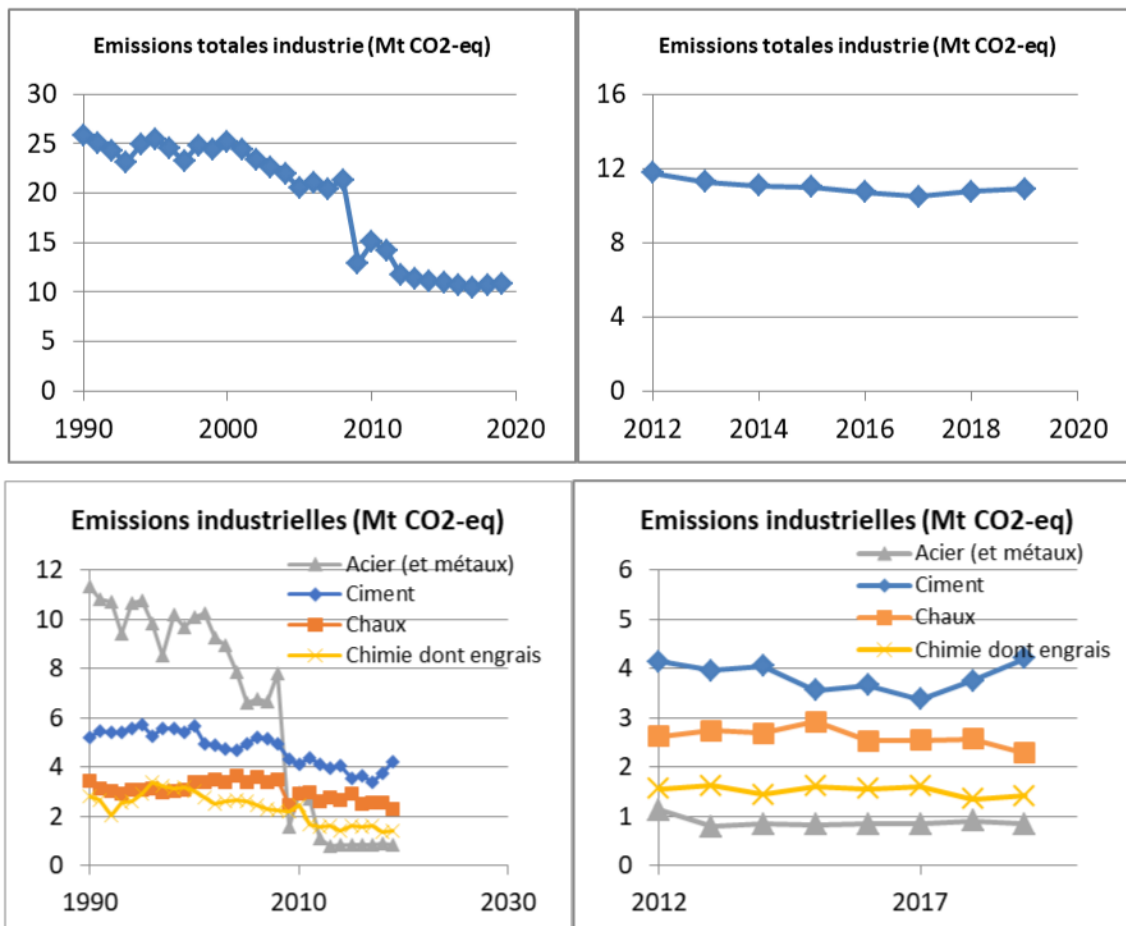 Emissions totales industrie (Mt CO2-eq)
30
25
20
15
10
5
0
1990 2000 2010 2020
Emissions totales industrie (Mt CO2-eq)
16
12
8
4
0
2012 2014 2016 2018 2020
Emissions industrielles (Mt CO2-eq)
Acier (et métaux)
Ciment
Chaux
Chimie dont engrais
12
10
8
6
4
2
0
1990 2010 2030
Emissions industrielles (Mt CO2-eq)
Acier (et métaux)
Ciment
Chaux
Chimie dont engrais
6
5
4
3
2
1
0
2012 2017